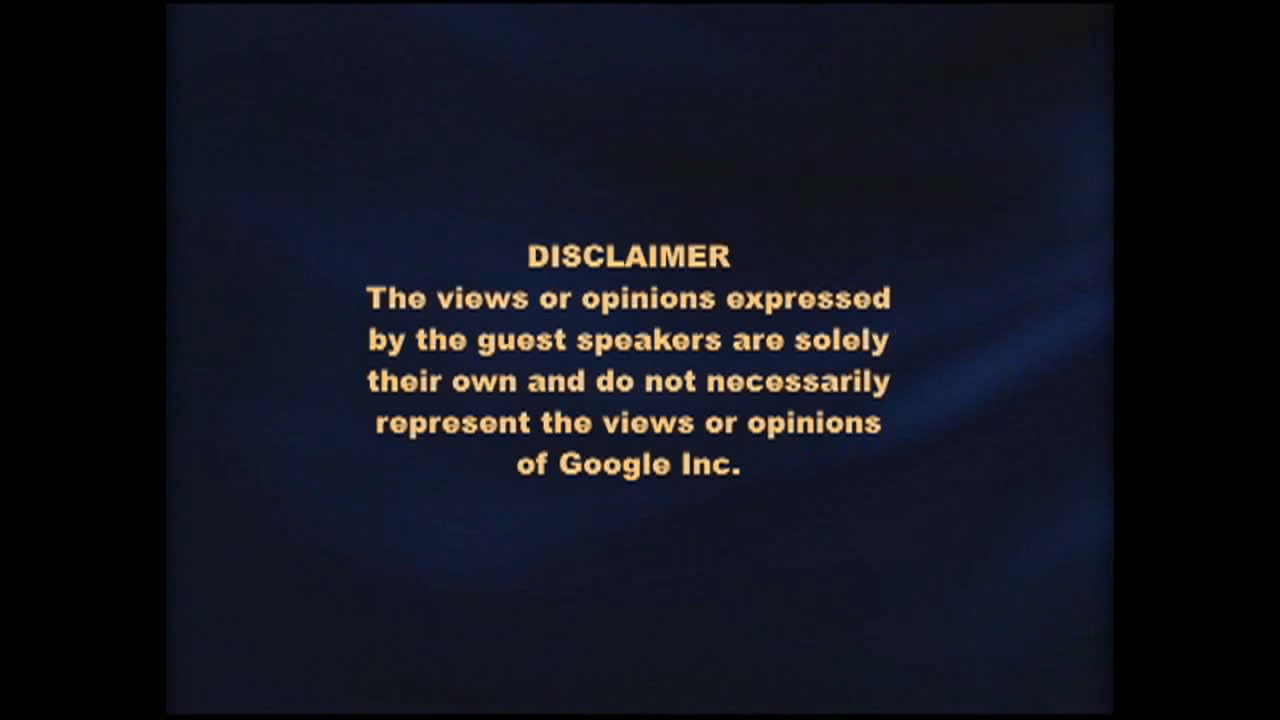 DISCLAIMER
The views or opinions expressed
by the guest speakers are solely
their own and do not necessarily
represent the views or opinions
of Google Inc.